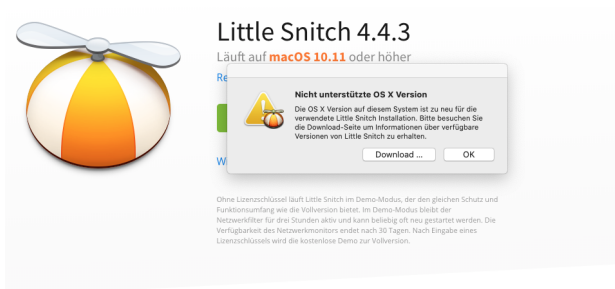 Little Snitch 4.4.3
Läuft auf macOS 10.11 oder höher
Re
Nicht unterstützte OS X Version
Die OS X Version auf diesem System ist zu neu für die
verwendete Little Snitch Installation. Bitte besuchen Sie
die Download-Seite um Informationen über verfügbare
Versionen von Little Snitch zu erhalten.
Download ... OK
W
Ohne Lizenzschlüssel läuft Little Snitch im Demo-Modus, der den gleichen Schutz und
Funktionsumfang wie die Vollversion bietet. Im Demo-Modus bleibt der
Netzwerkfilter für drei Stunden aktiv und kann beliebig oft neu gestartet werden. Die
Verfügbarkeit des Netzwerkmonitors endet nach 30 Tagen. Nach Eingabe eines
Lizenzschlüssels wird die kostenlose Demo zur Vollversion.